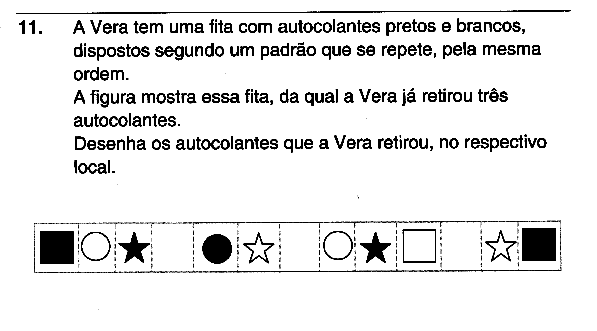 11. A Vera tem uma fita com autocolantes pretos e brancos,
dispostos segundo um padrão que se repete, pela mesma
ordem.
A figura mostra essa fita, da qual a Vera já retirou três
autocolantes.
Desenha os autocolantes que a Vera retirou, no respectivo
local.